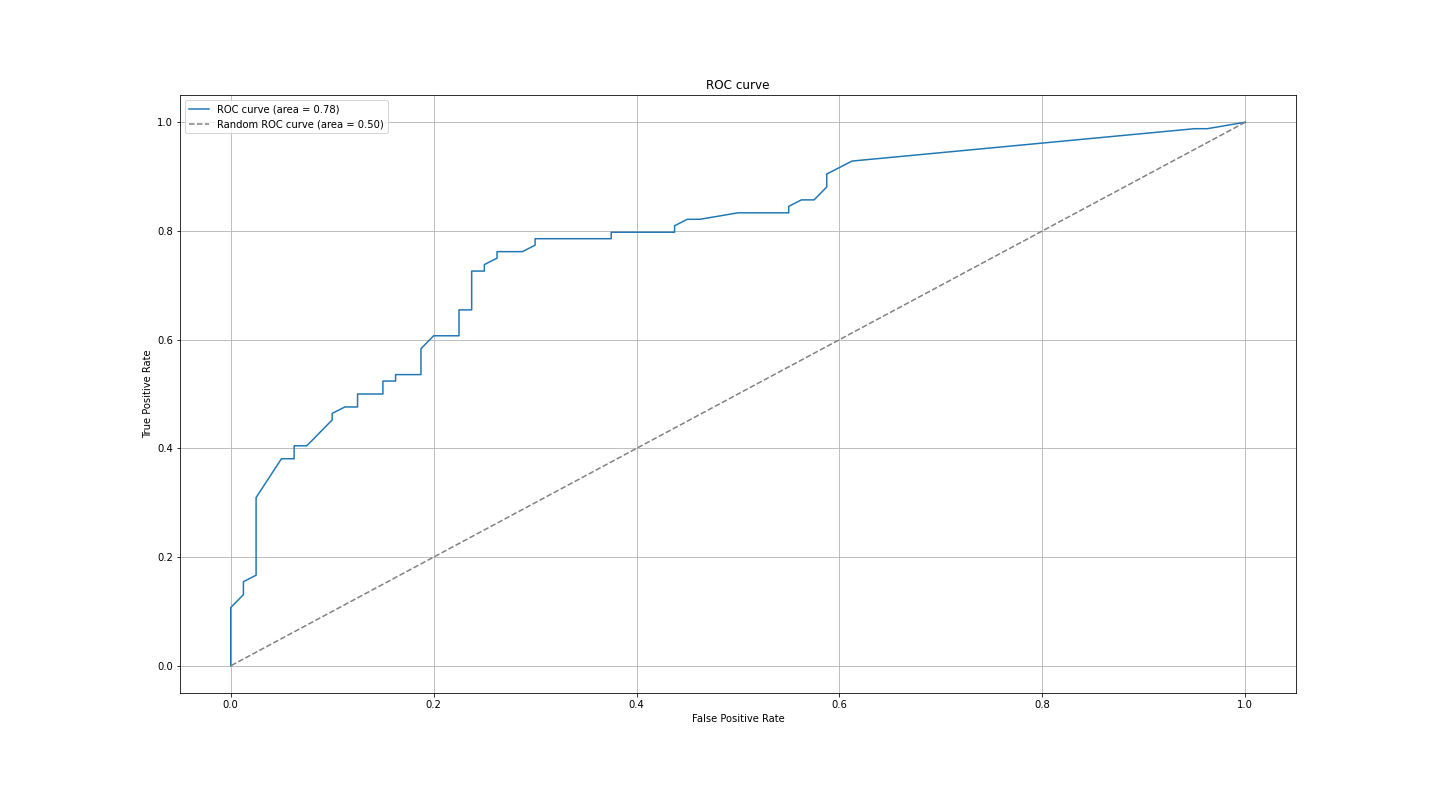 ROC curve
ROC curve (area = 0.78)
Random ROC curve (area = 0.50)
1.0
0.8
0.6
0.4
0.2
0.0
True Positive Rate
0.0 0.2 0.4 0.6 0.8 1.0
False Positive Rate